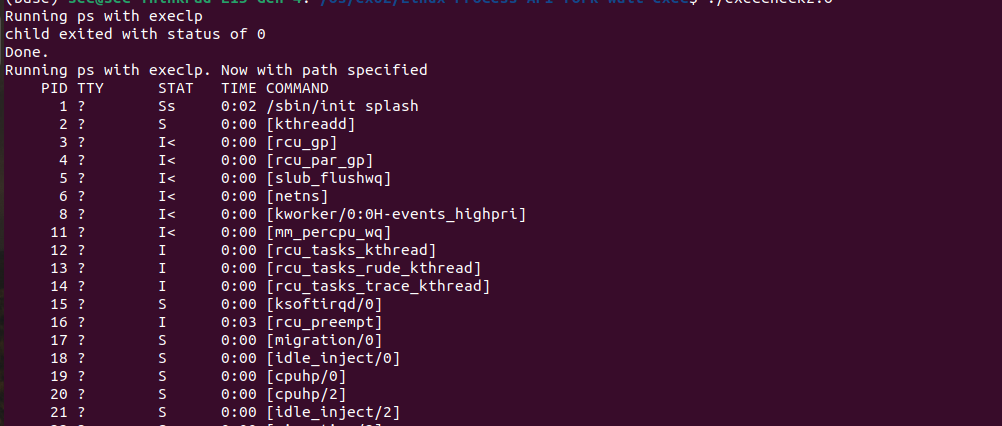 Running ps with execlp
child exited with status of 0
Done.
Running ps with execlp. Now with path specified
PID TTY STAT TIME COMMAND
1 ? Ss 0:02 /sbin/init splash
2 ? S 0:00 [kthreadd]
3 ? I< 0:00 [rcu_gp]
4 ? I< 0:00 [rcu_par_gp]
5 ? I< 0:00 [slub_flushwq]
6 ? I< 0:00 [netns]
8 ? I< 0:00 [kworker/0:0H-events_highpri]
11 ? I< 0:00 [mm_percpu_wq]
12 ? I 0:00 [rcu_tasks_kthread]
13 ? I 0:00 [rcu_tasks_rude_kthread]
14 ? I 0:00 [rcu_tasks_trace_kthread]
15 ? S 0:00 [ksoftirqd/0]
16 ? I 0:03 [rcu_preempt]
17 ? S 0:00 [migration/0]
18 ? S 0:00 [idle_inject/0]
19 ? S 0:00 [cpuhp/0]
20 ? S 0:00 [cpuhp/2]
21 ? S 0:00 [idle_inject/2]